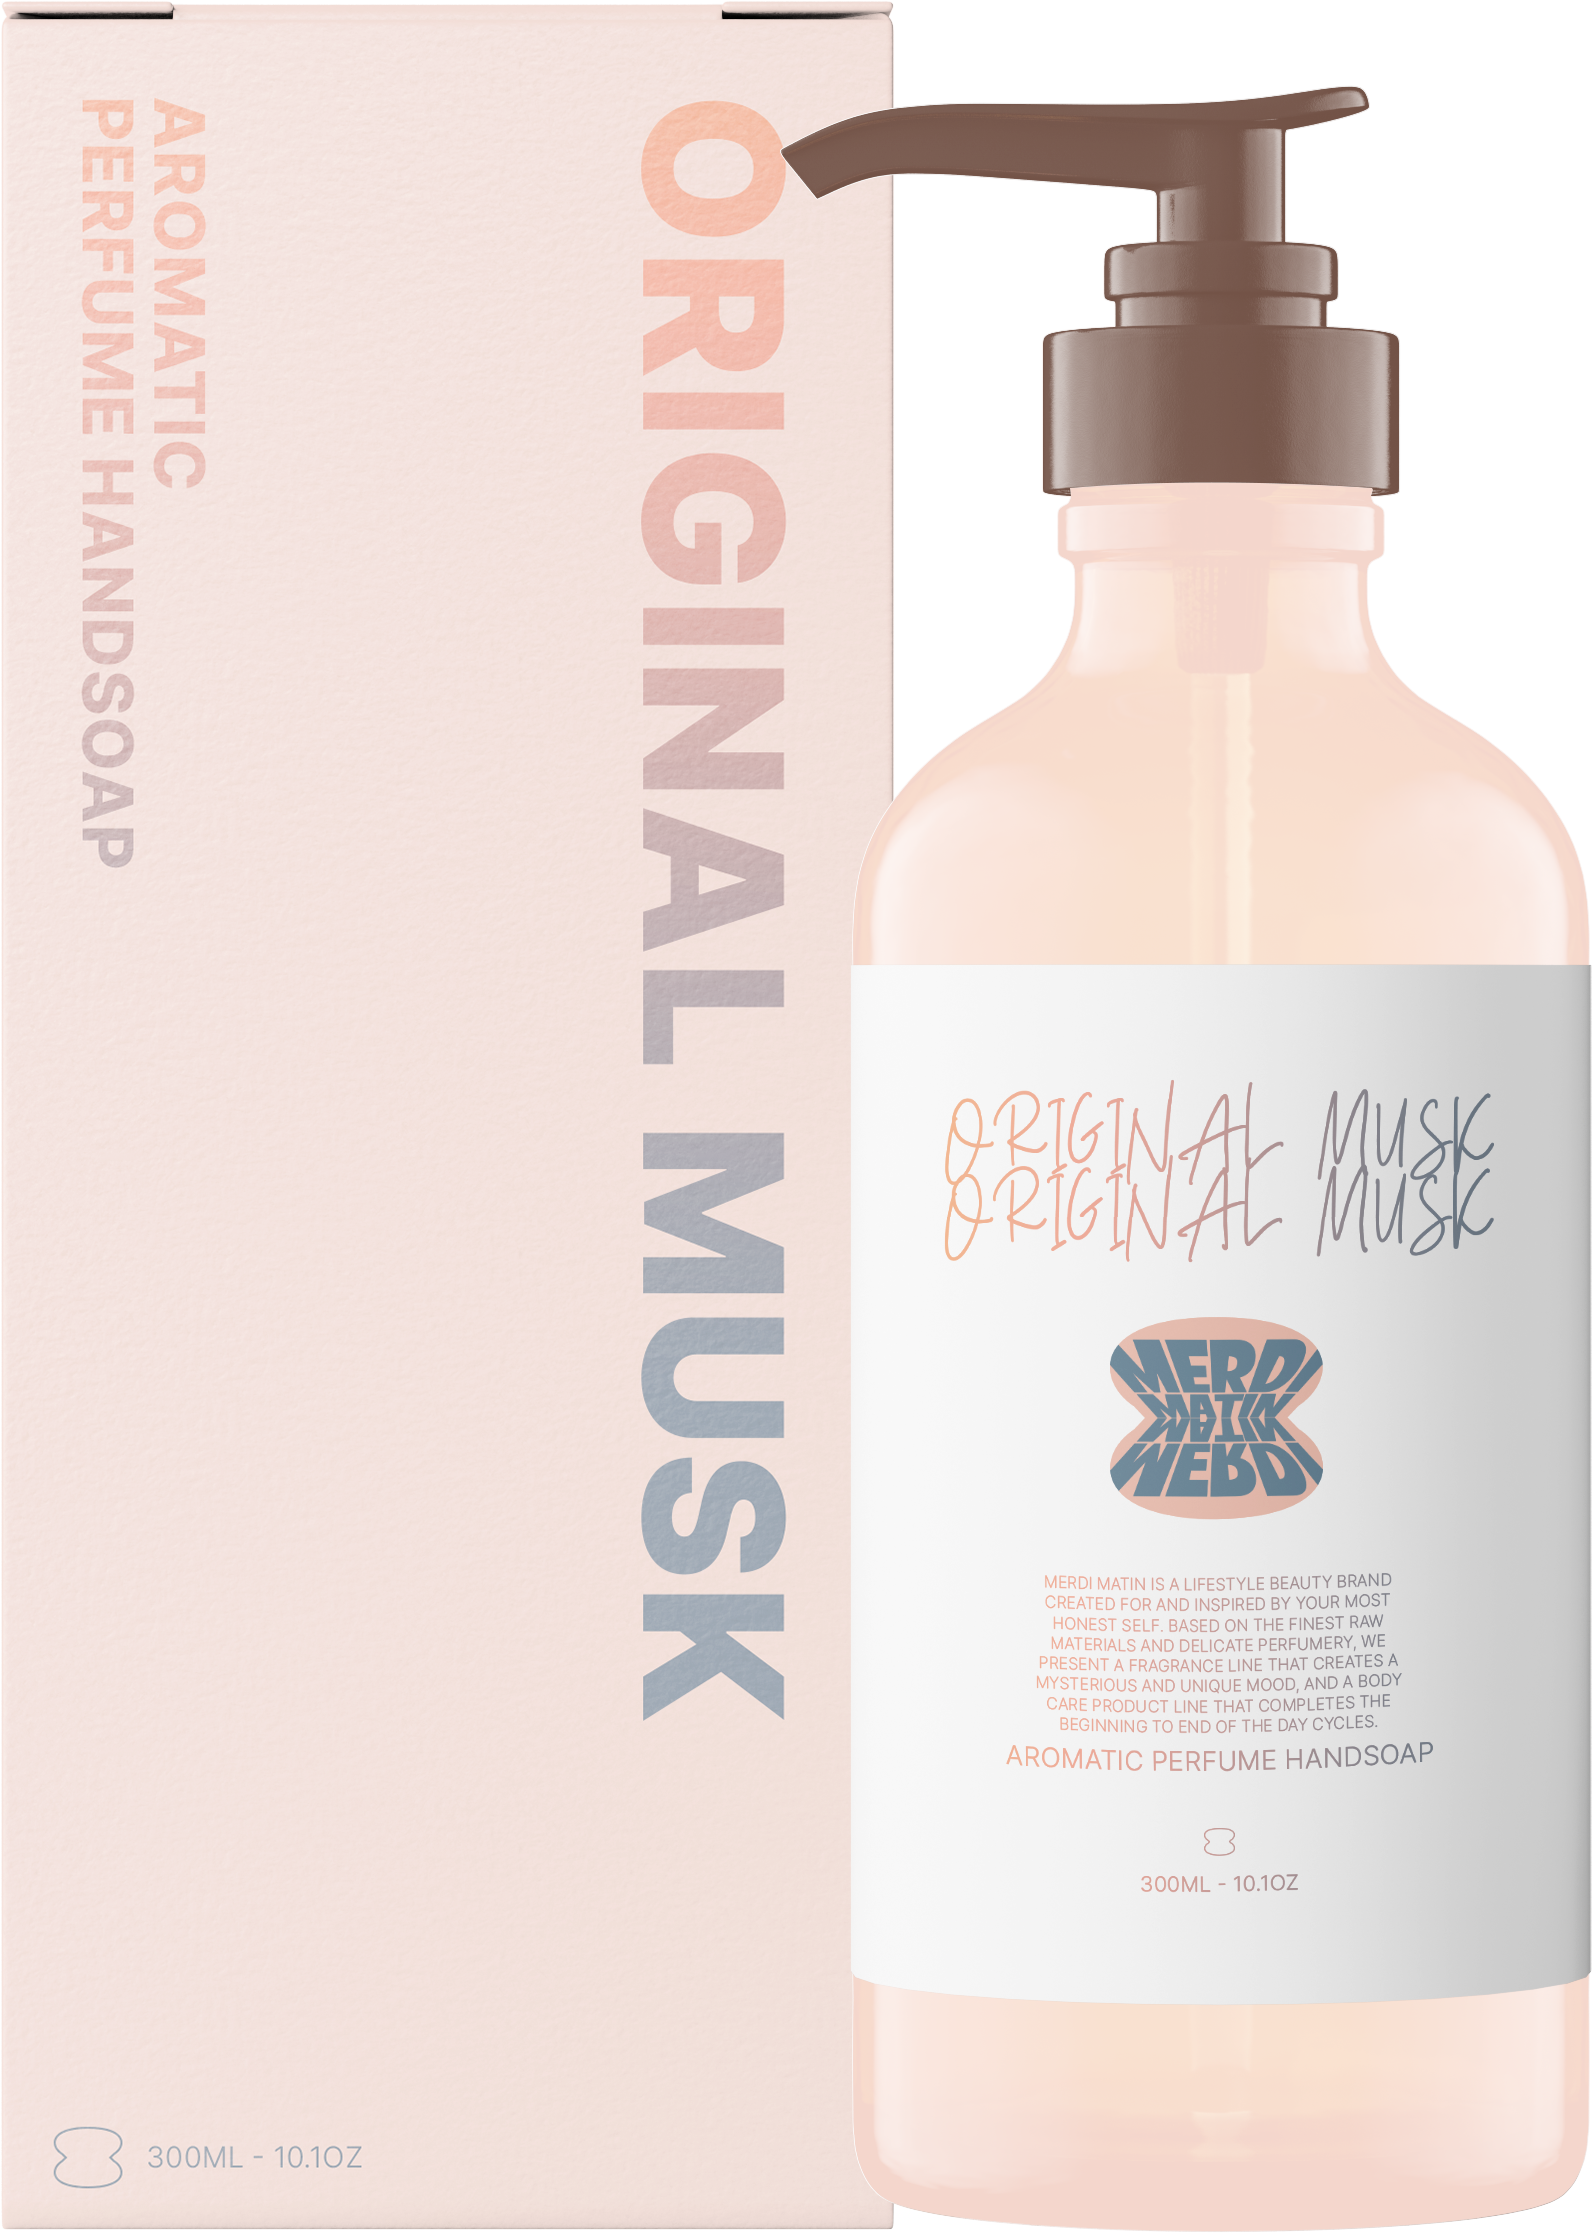 AROMATIC
PERFUME HANDSOAP
ORIGINAL MUSK
300ML - 10.1OZ
ORIGINAL MUSK
ORIGINAL MUSK
MERDI
MATIN
MATIN
MERDI
MERDI MATIN IS A LIFESTYLE BEAUTY BRAND
CREATED FOR AND INSPIRED BY YOUR MOST
HONEST SELF. BASED ON THE FINEST RAW
MATERIALS AND DELICATE PERFUMERY, WE
PRESENT A FRAGRANCE LINE THAT CREATES A
MYSTERIOUS AND UNIQUE MOOD, AND A BODY
CARE PRODUCT LINE THAT COMPLETES THE
BEGINNING TO END OF THE DAY CYCLES.
AROMATIC PERFUME HANDSOAP
300ML - 10.1OZ